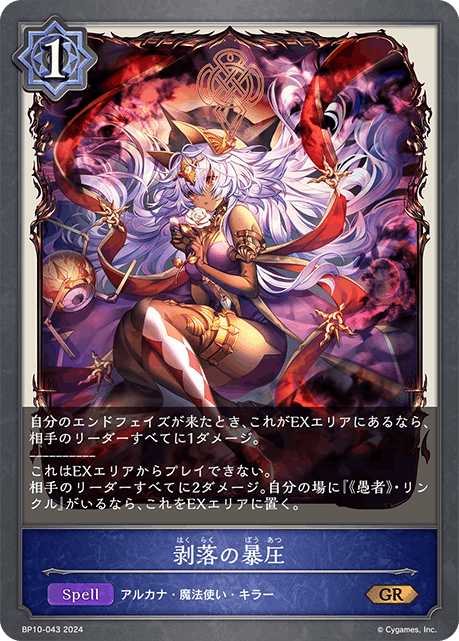 1
自分のエンドフェイズが来たとき、これがEXエリアにあるなら、
相手のリーダーすべてに1ダメージ。
----------
これはEXエリアからプレイできない。
相手のリーダーすべてに2ダメージ。自分の場に『《愚者》・リン
クル』がいるなら、これをEXエリアに置く。
はくらく ぼうあつ
剥落の暴圧
Spell アルカナ・魔法使い・キラー GR
BP10-043 2024 © Cygames, Inc.